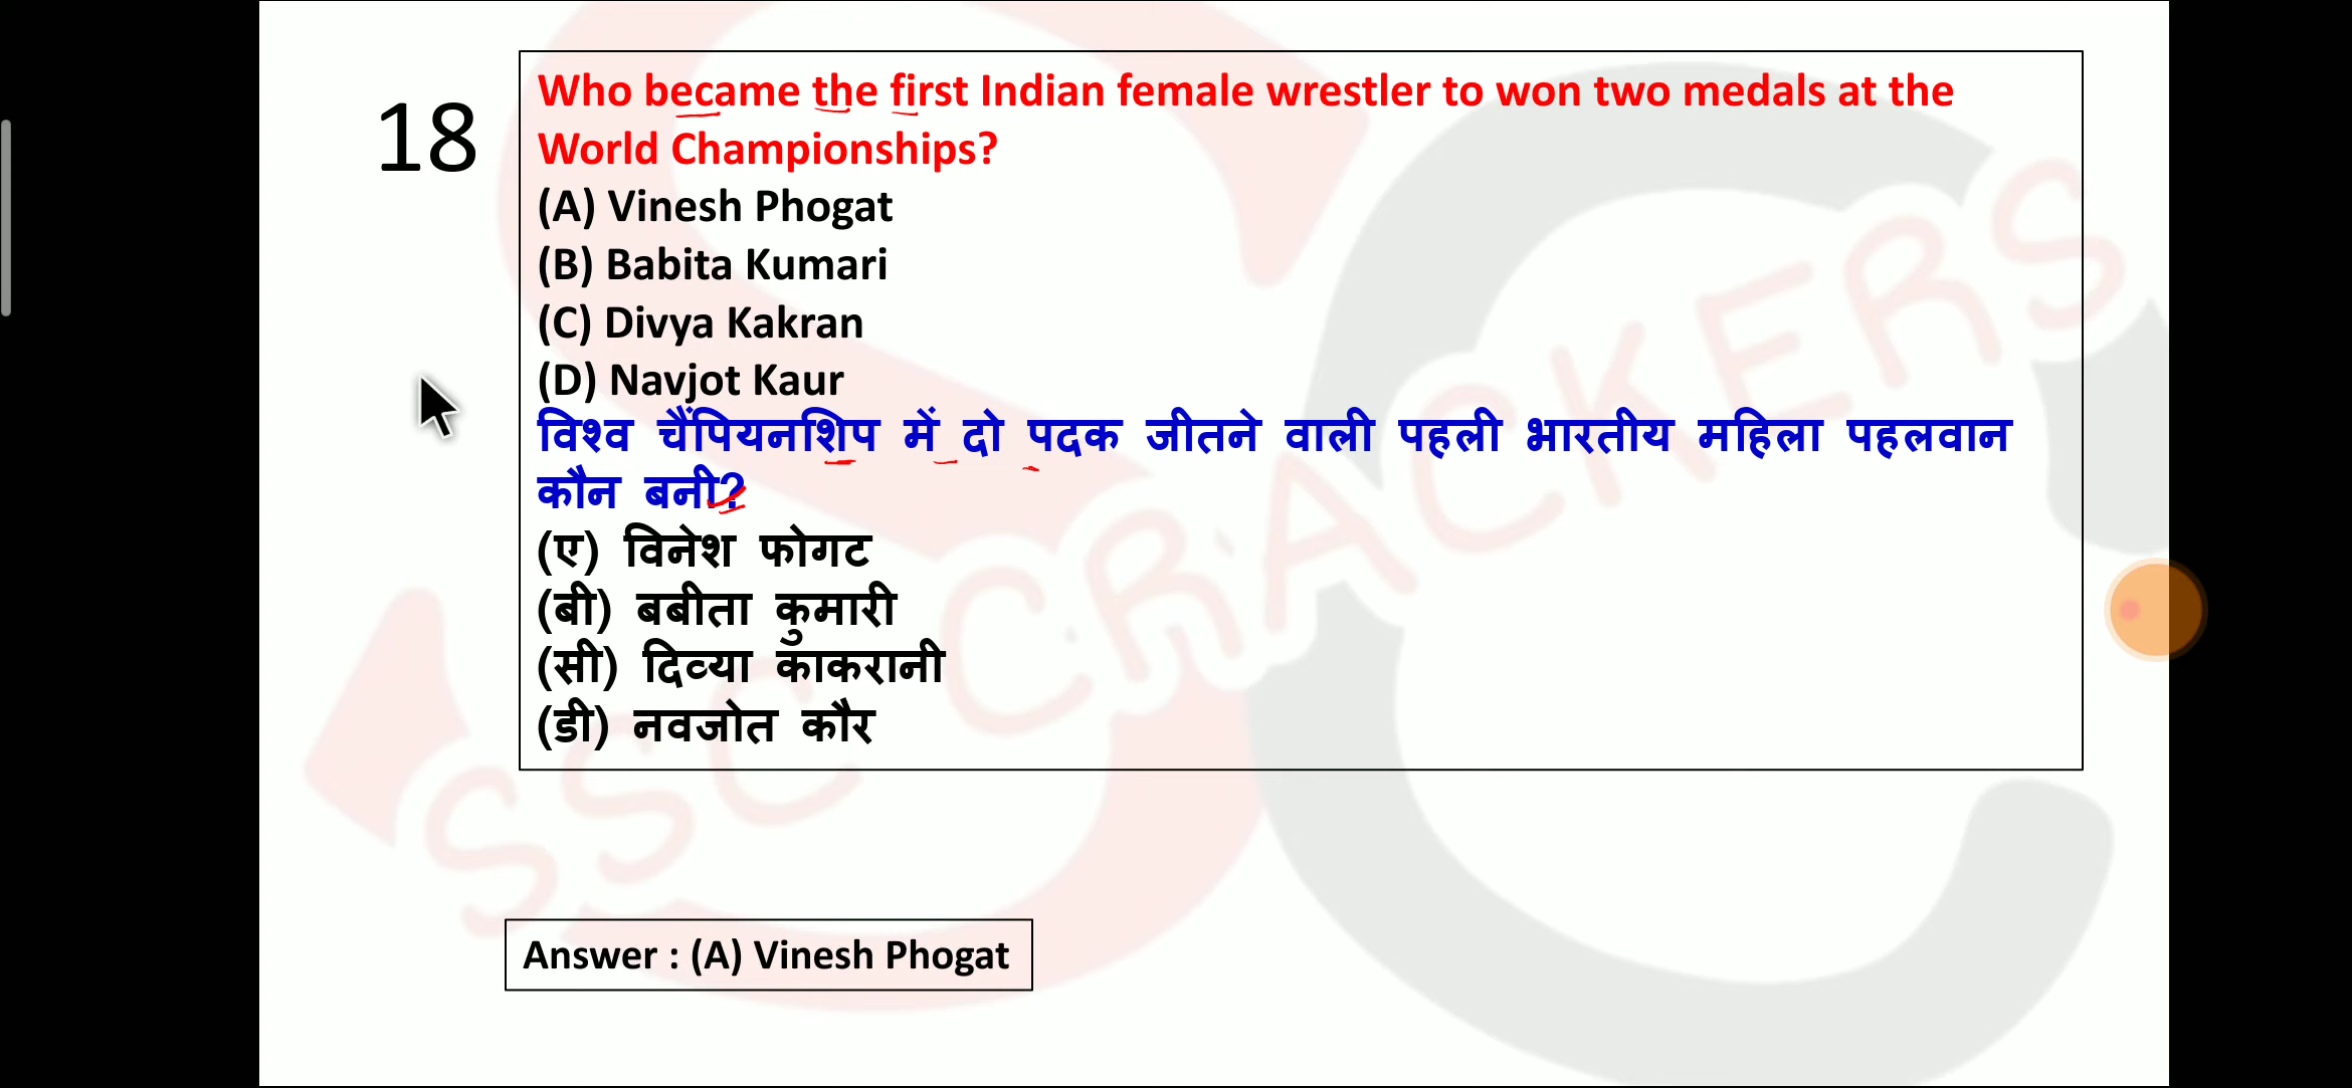 18
Who became the first Indian female wrestler to won two medals at the
World Championships?
(A) Vinesh Phogat
(B) Babita Kumari
(C) Divya Kakran
(D) Navjot Kaur
विश्व चैंपियनशिप में दो पदक जीतने वाली पहली भारतीय महिला पहलवान
कौन बनी?
(ए) विनेश फोगट
(बी) बबीता कुमारी
(सी) दिव्या काकरानी
(डी) नवजोत कौर
SSC CRACKERS
Answer : (A) Vinesh Phogat